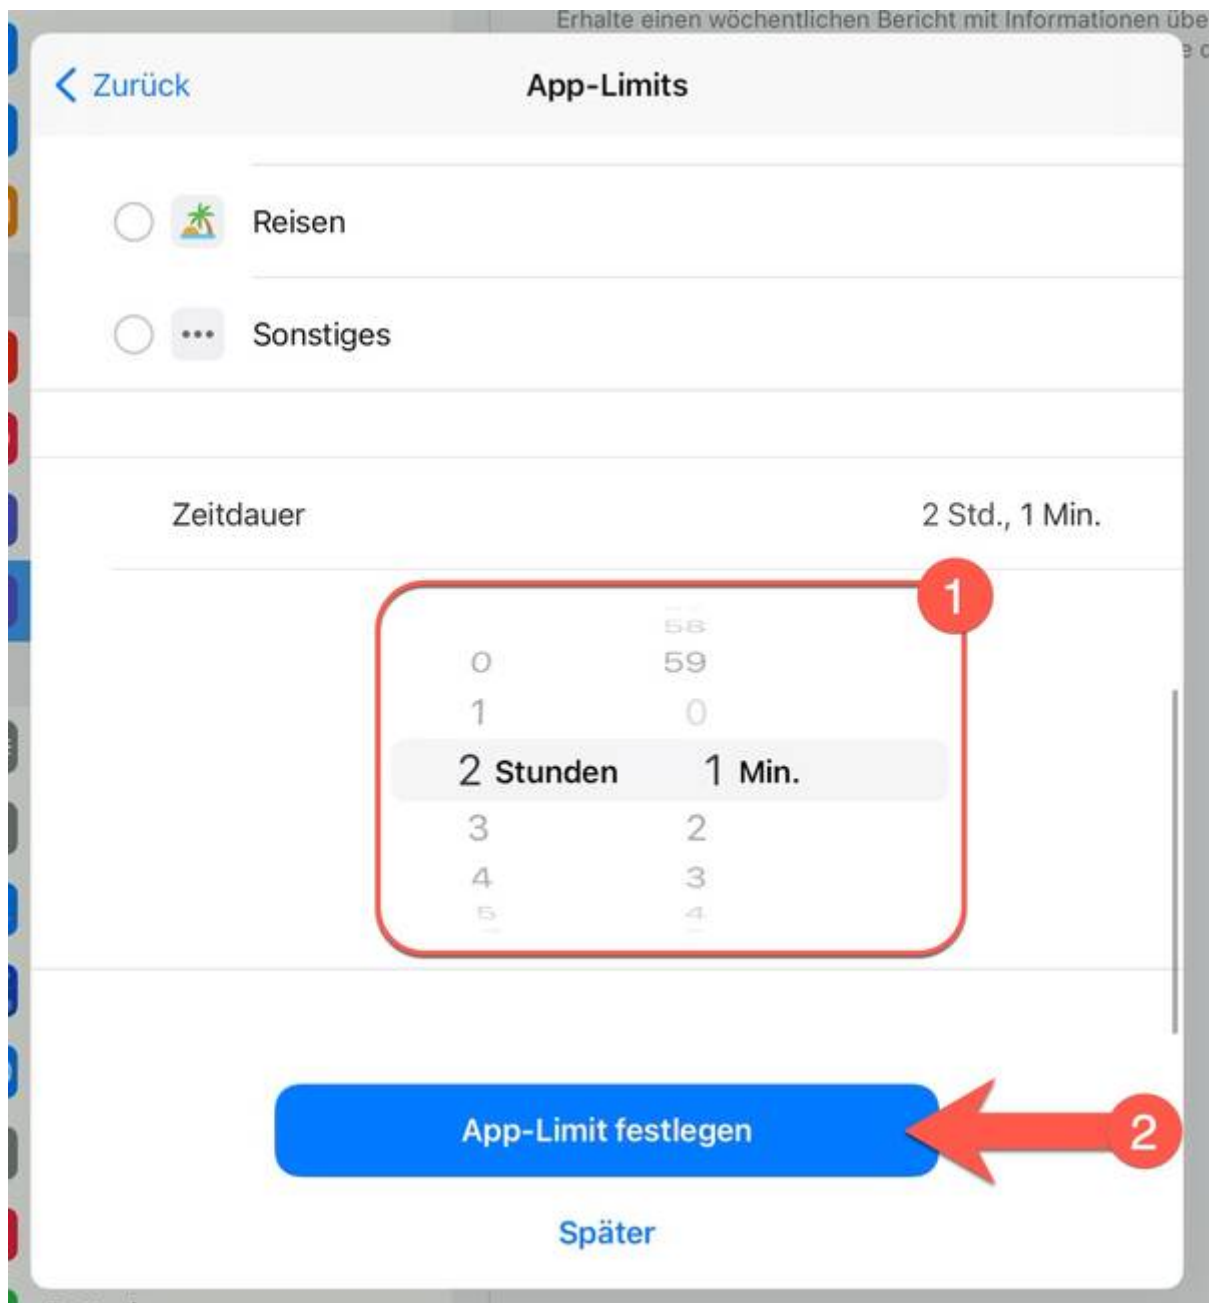 Erhalte einen wöchentlichen Bericht mit Informationen übe
Zurück
App-Limits
Reisen
Sonstiges
Zeitdauer
2 Std., 1 Min.
1
58
0 59
1 0
2 Stunden 1 Min.
3 2
4 3
5 4
App-Limit festlegen
2
Später